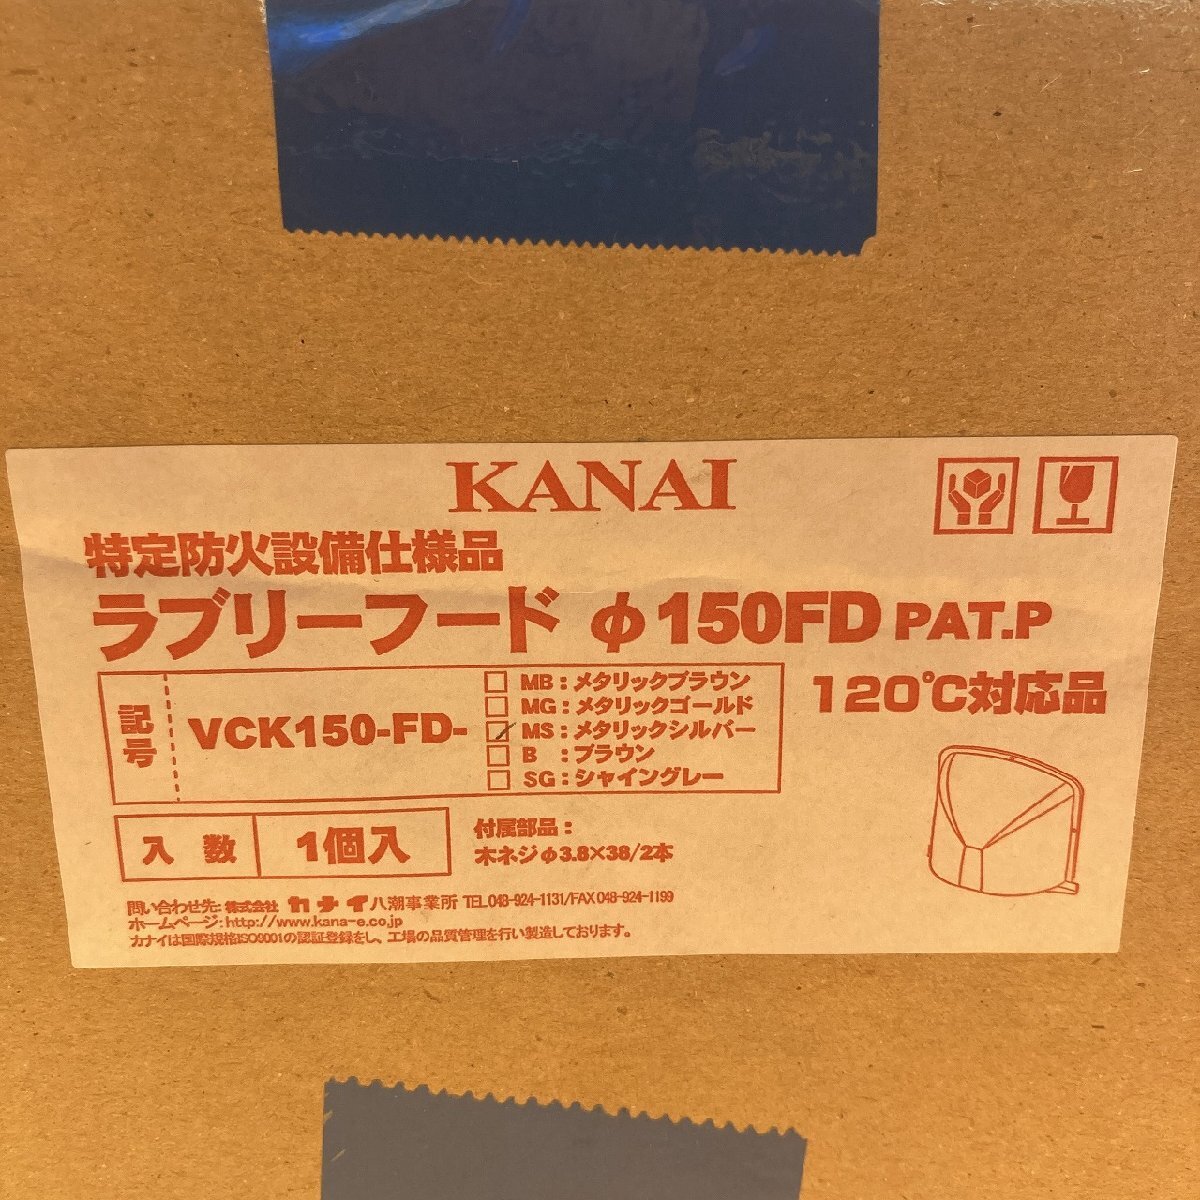 KANAI
特定防火設備仕様品
ラブリーフード φ150FD PAT.P
120℃対応品
記号
VCK150-FD-
MB：メタリックブラウン
MG：メタリックゴールド
MS：メタリックシルバー
B：ブラウン
SG：シャイングレー
入数 1個入
付属部品：
木ネジφ3.8×38/2本
問い合わせ先：株式会社カナイ八潮事業所 TEL048-924-1131/FAX048-924-1199
ホームページ：http://www.kana-e.co.jp
カナイは国際規格ISO9001の認証登録をし、工場の品質管理を行い製造しております。